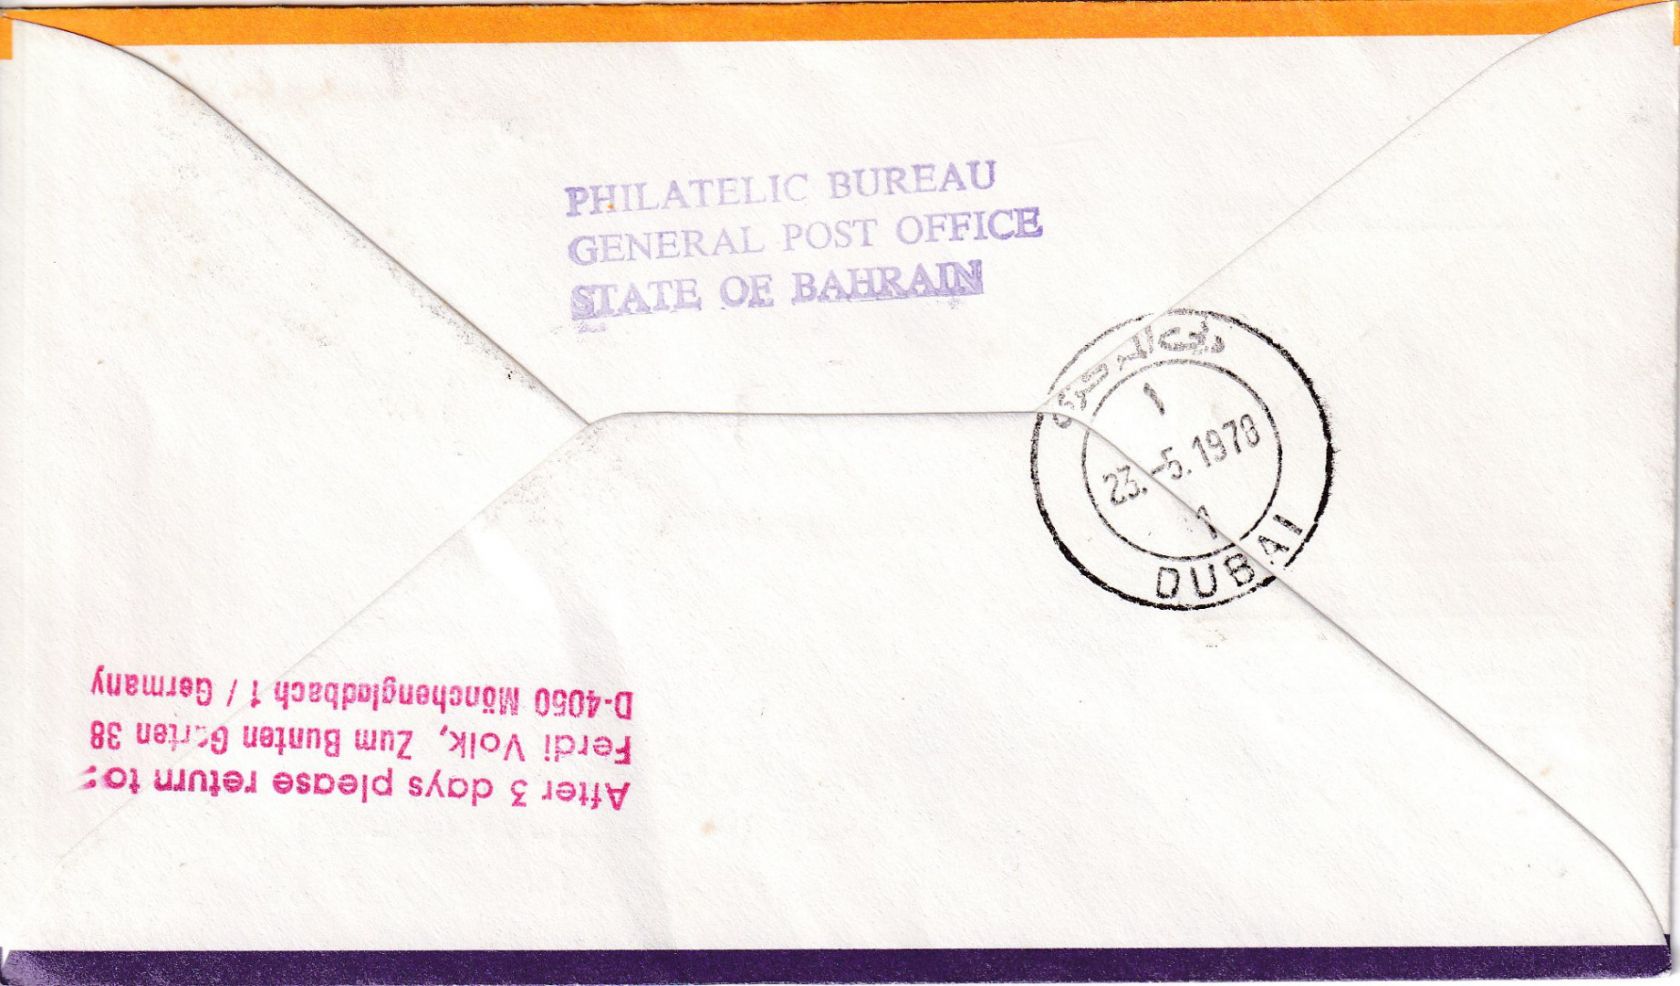 PHILATELIC BUREAU
GENERAL POST OFFICE
STATE OF BAHRAIN
١
23.-5.1978
1
DUBAI
After 3 days please return to:
Ferdi Volk, Zum Bunten Garten 38
D-4050 Mönchengladbach 1 / Germany